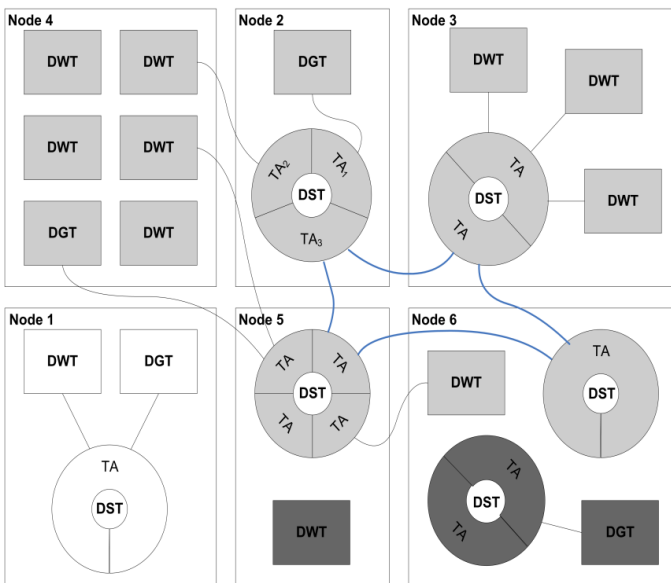 Node 4
DWT
DWT
DWT
DWT
DGT
DWT
Node 2
DGT
TA₂
TA₁
DST
TA₃
Node 3
DWT
DWT
TA
DST
DWT
TA
Node 1
DWT
DGT
TA
DST
Node 5
TA
TA
DST
TA
TA
DWT
Node 6
TA
DWT
DST
TA
DST
TA
DGT